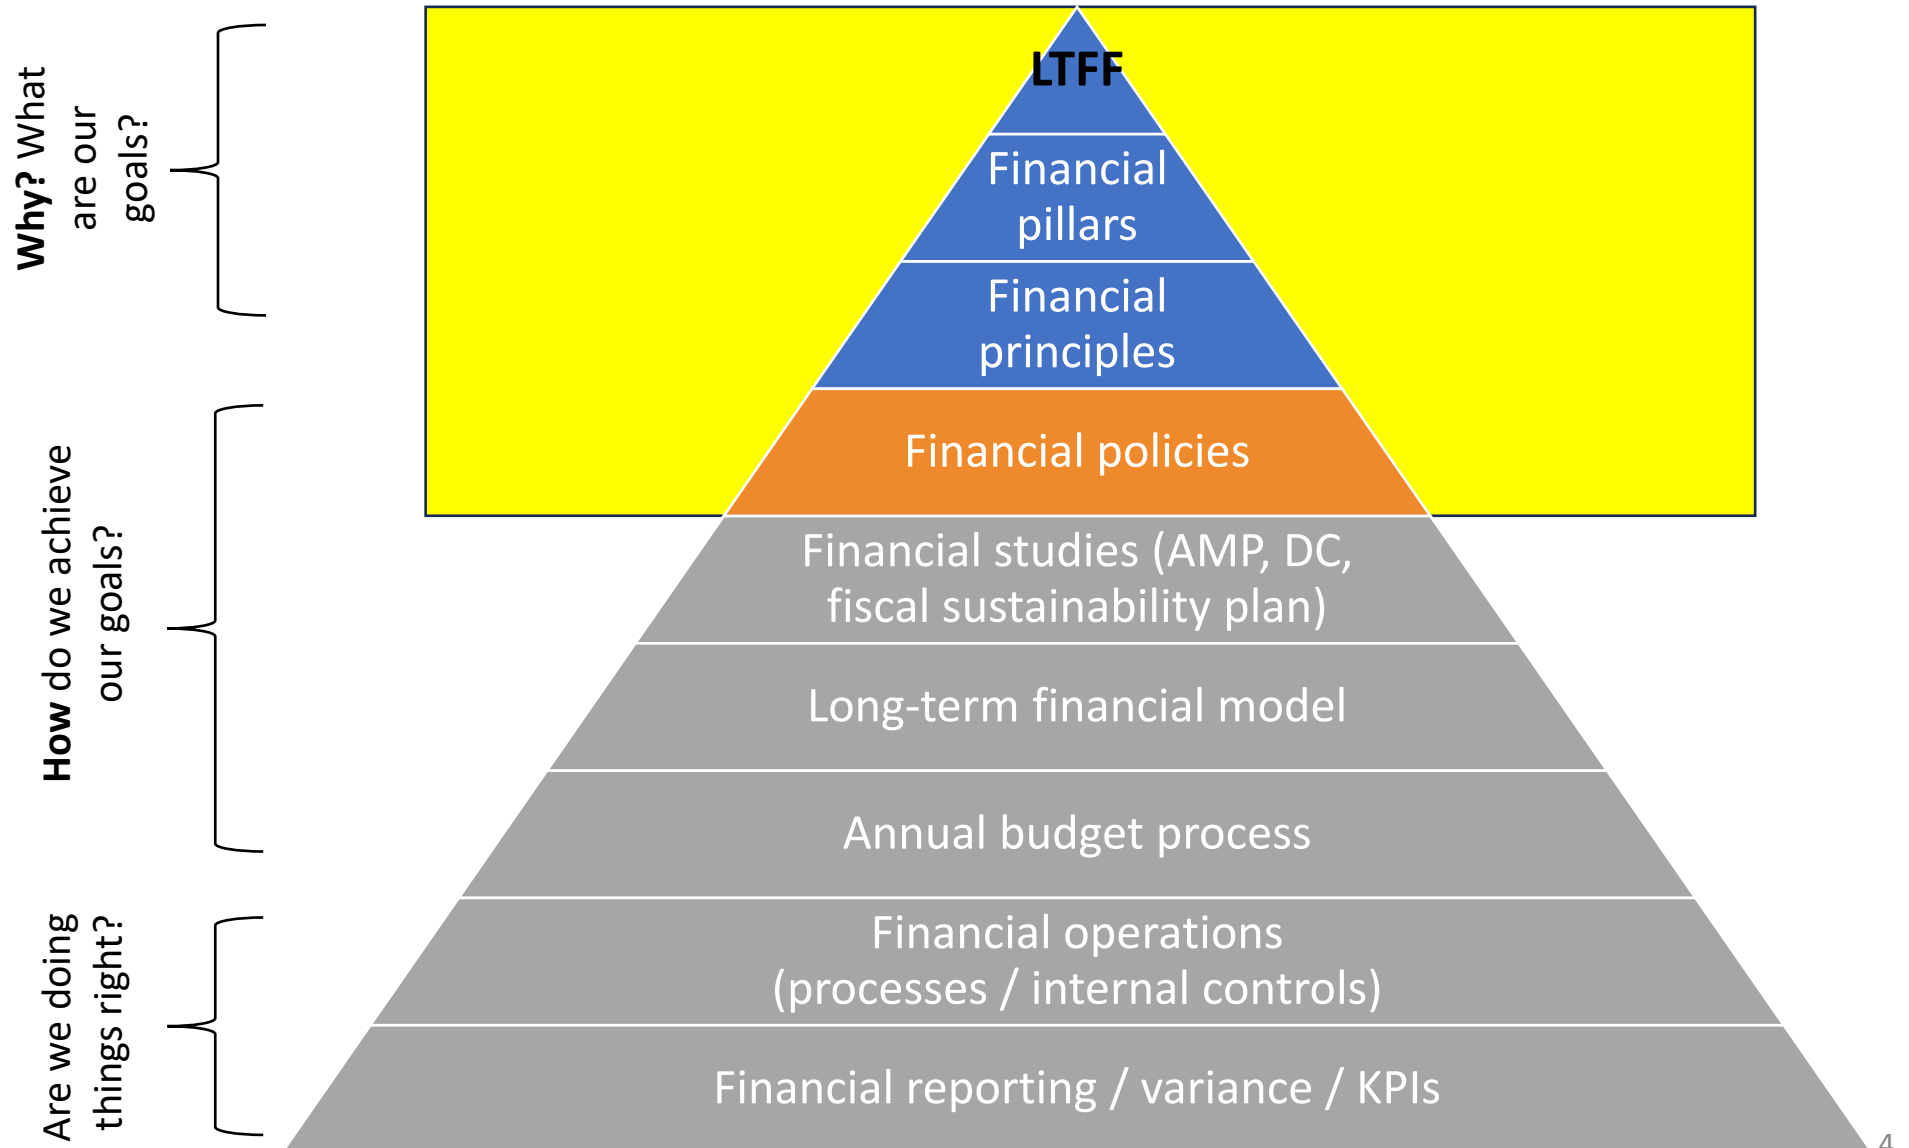 Why? What
are our
goals?
LTFF
Financial
pillars
Financial
principles
How do we achieve
our goals?
Financial policies
Financial studies (AMP, DC,
fiscal sustainability plan)
Long-term financial model
Annual budget process
Are we doing
things right?
Financial operations
(processes / internal controls)
Financial reporting / variance / KPIs
4